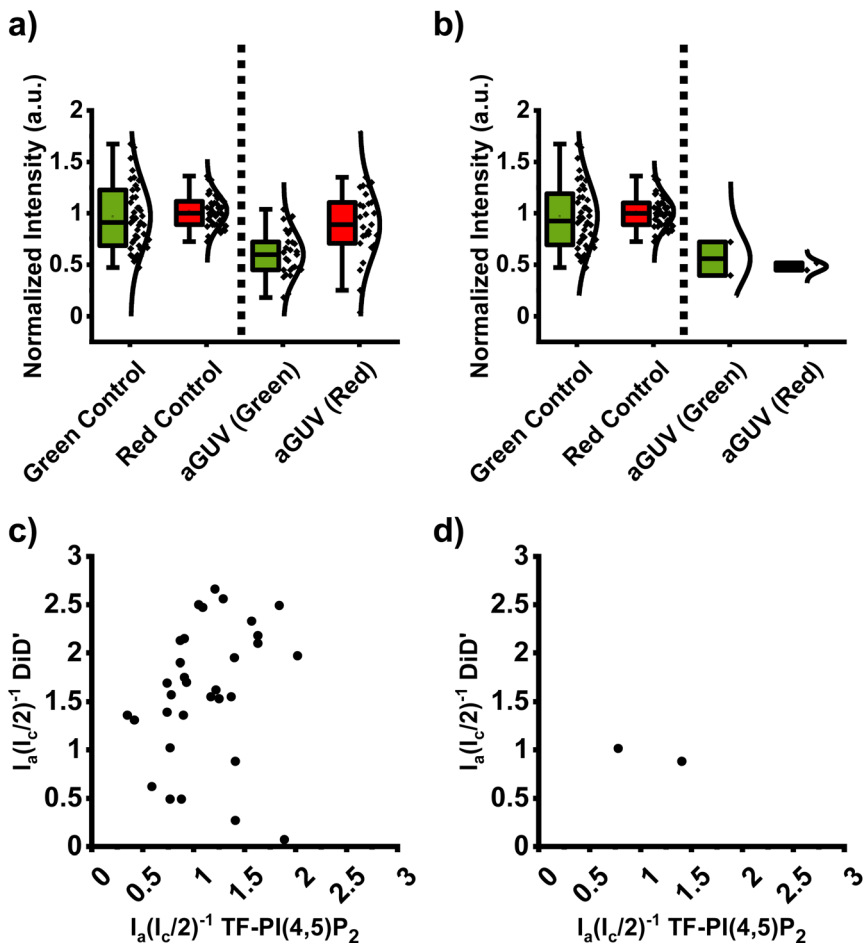 a)
Normalized Intensity (a.u.)
2
1.5
1
0.5
0
Green Control
Red Control
aGUV (Green)
aGUV (Red)
b)
Normalized Intensity (a.u.)
2
1.5
1
0.5
0
Green Control
Red Control
aGUV (Green)
aGUV (Red)
c)
Iₐ(I꜀/2)⁻¹ DiD'
3
2.5
2
1.5
1
0.5
0
0 0.5 1 1.5 2 2.5 3
Iₐ(I꜀/2)⁻¹ TF-PI(4,5)P₂
d)
Iₐ(I꜀/2)⁻¹ DiD'
3
2.5
2
1.5
1
0.5
0
0 0.5 1 1.5 2 2.5 3
Iₐ(I꜀/2)⁻¹ TF-PI(4,5)P₂